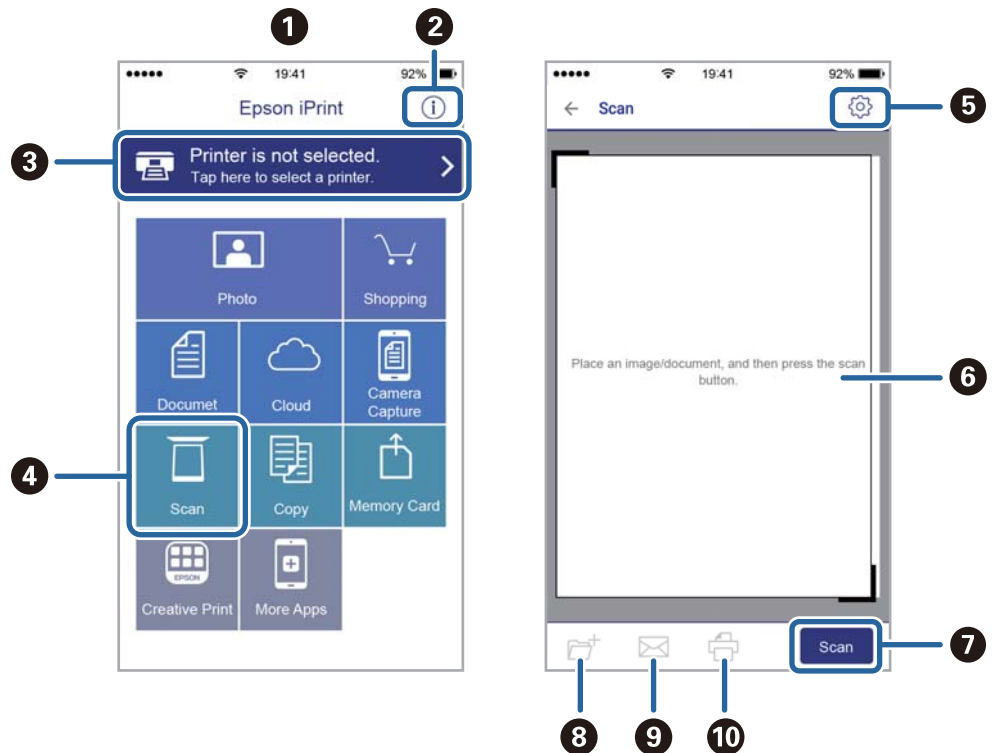 1
2
19:41
92%
Epson iPrint
i
3
Printer is not selected.
Tap here to select a printer.
Photo
Shopping
Documet
Cloud
Camera
Capture
4
Scan
Copy
Memory Card
EPSON
Creative Print
More Apps
19:41
92%
Scan
5
Place an image/document, and then press the scan
button.
6
Scan
7
8
9
10